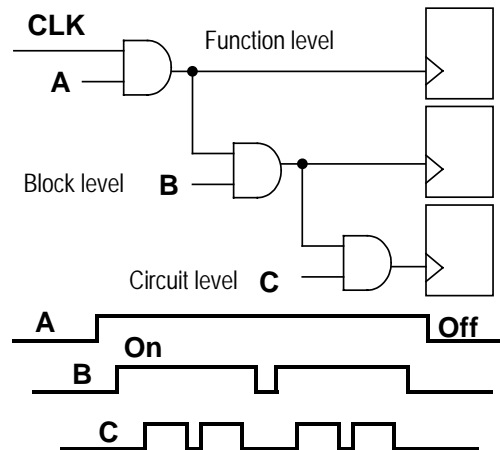 CLK
Function level
A
Block level
B
Circuit level
C
A
Off
On
B
C